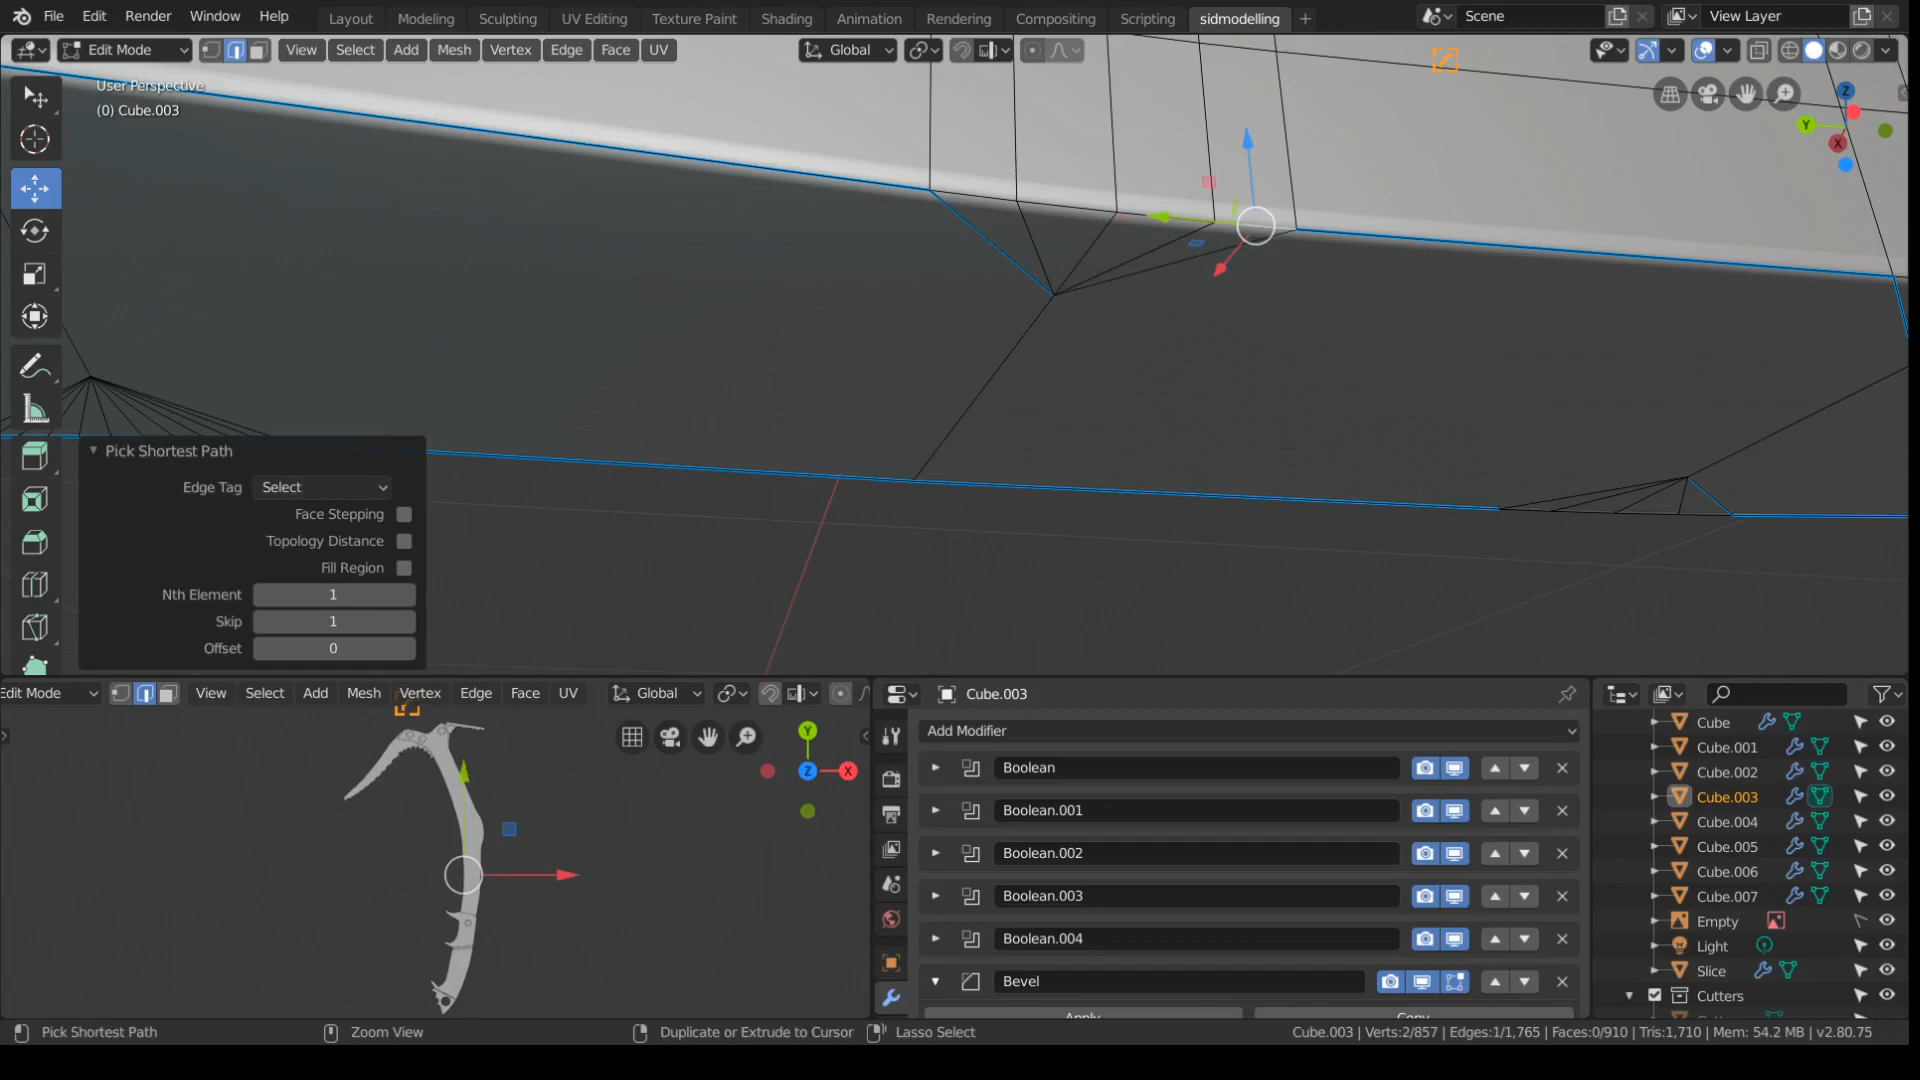 File Edit Render Window Help Layout Modeling Sculpting UV Editing Texture Paint Shading Animation Rendering Compositing Scripting sidmodelling + Scene View Layer
Edit Mode View Select Add Mesh Vertex Edge Face UV Global
User Perspective
(0) Cube.003
Z
Y
X
Pick Shortest Path
Edge Tag Select
Face Stepping
Topology Distance
Fill Region
Nth Element 1
Skip 1
Offset 0
Edit Mode View Select Add Mesh Vertex Edge Face UV Global
Y
Z X
Cube.003
Add Modifier
Boolean
Boolean.001
Boolean.002
Boolean.003
Boolean.004
Bevel
Apply Copy
Cube
Cube.001
Cube.002
Cube.003
Cube.004
Cube.005
Cube.006
Cube.007
Empty
Light
Slice
Cutters
Pick Shortest Path Zoom View Duplicate or Extrude to Cursor Lasso Select Cube.003 | Verts:2/857 | Edges:1/1,765 | Faces:0/910 | Tris:1,710 | Mem: 54.2 MB | v2.80.75